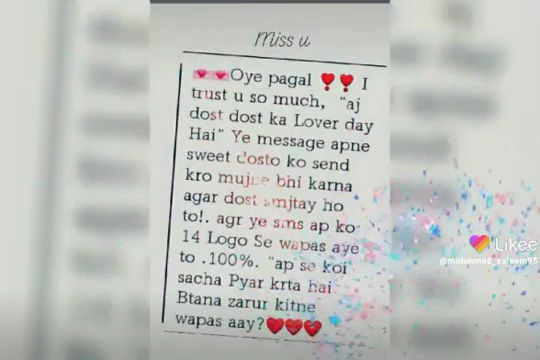 Miss u
💗💗Oye pagal ❣❣ I
trust u so much, "aj
dost dost ka Lover day
Hai" Ye message apne
sweet dosto ko send
kro mujhe bhi karna
agar dost smjtay ho
to!. agr ye sms ap ko
14 Logo Se wapas aye
to .100%. "ap se koi
sacha Pyar krta hai
Btana zarur kitne
wapas aay?❤❤❤
Likee